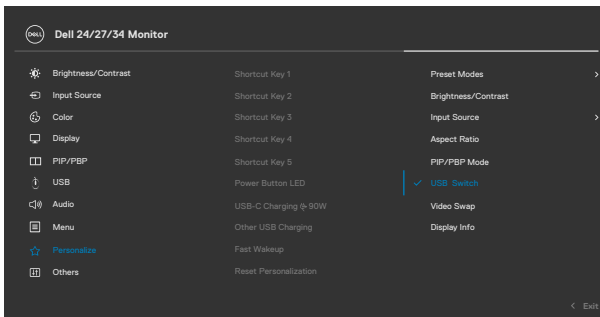 DELL Dell 24/27/34 Monitor
Brightness/Contrast Shortcut Key 1 Preset Modes >
Input Source Shortcut Key 2 Brightness/Contrast
Color Shortcut Key 3 Input Source >
Display Shortcut Key 4 Aspect Ratio
PIP/PBP Shortcut Key 5 PIP/PBP Mode
USB Power Button LED ✓ USB Switch
Audio USB-C Charging 90W Video Swap
Menu Other USB Charging Display Info
Personalize Fast Wakeup
Others Reset Personalization
< Exit